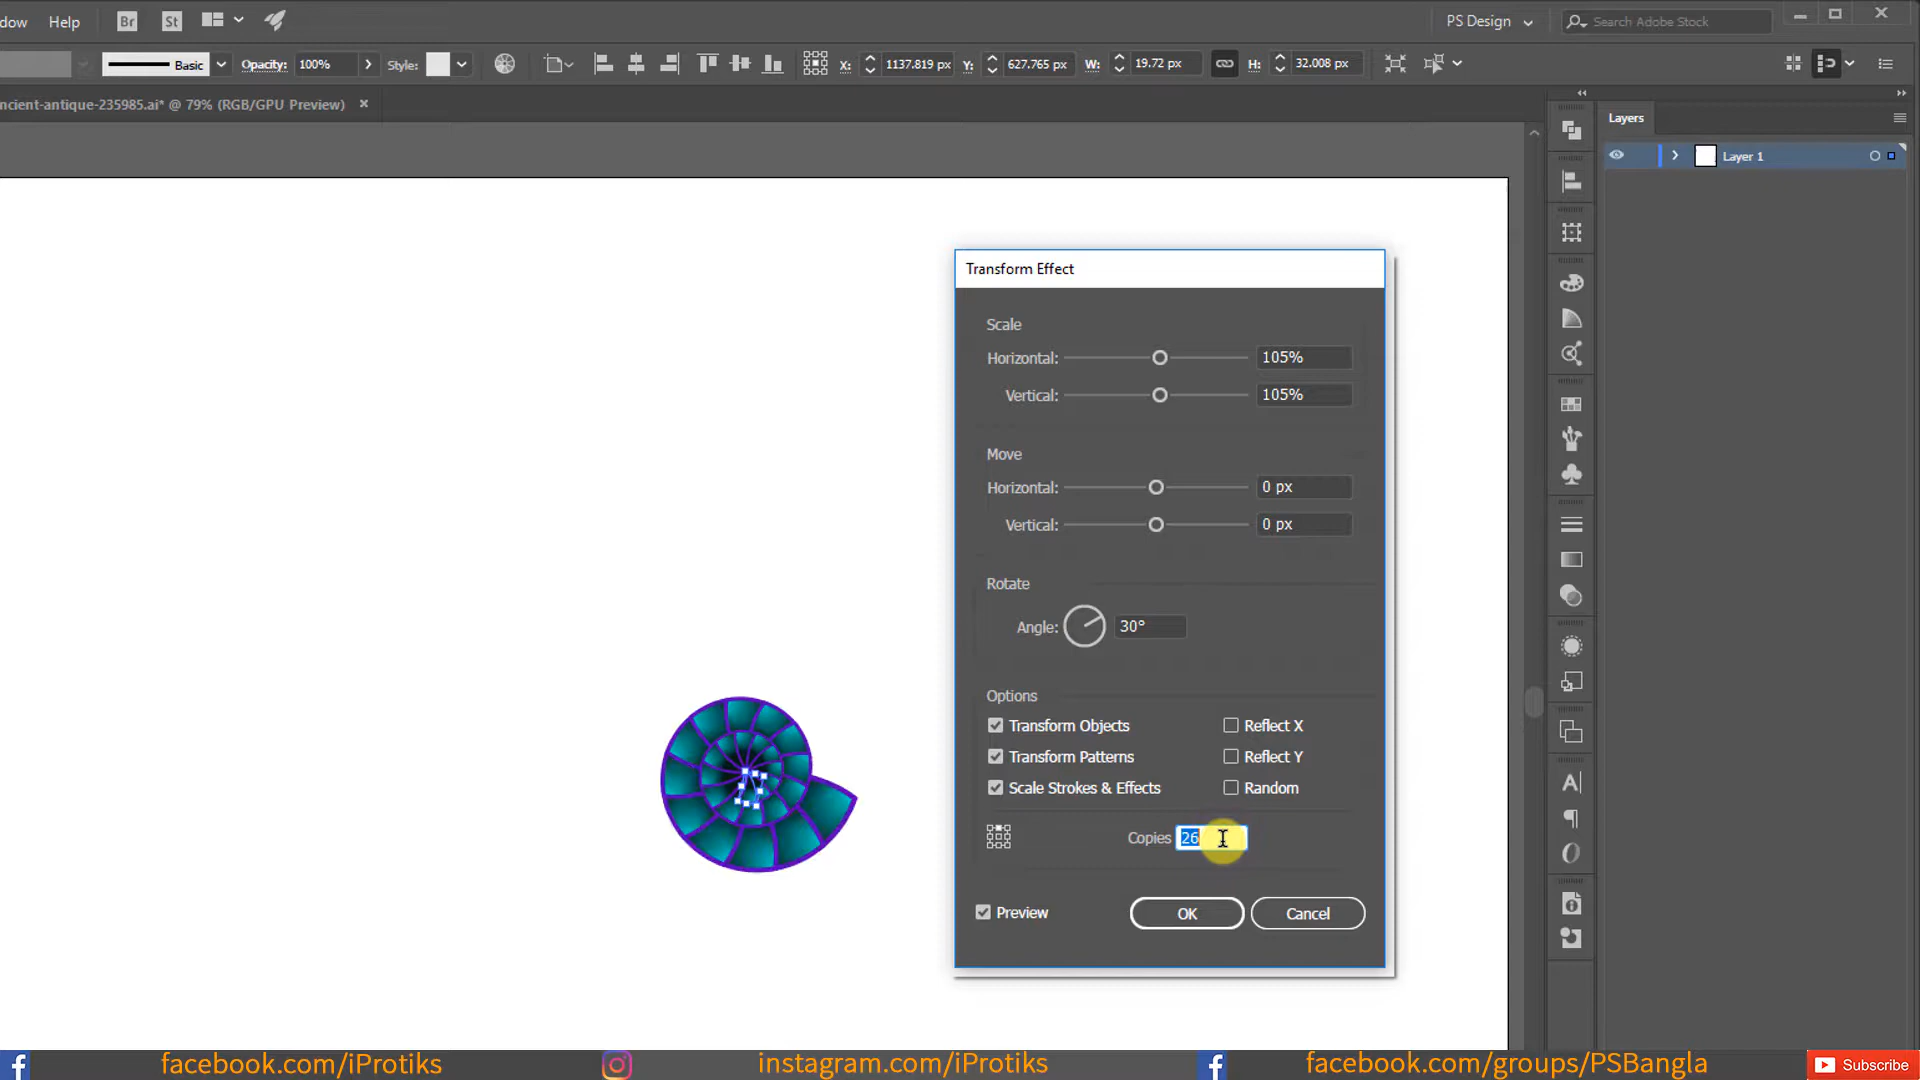 dow Help Br St PS Design Search Adobe Stock
Basic Opacity: 100% Style: X: 1137.819 px Y: 627.765 px W: 19.72 px H: 32.008 px
ncient-antique-235985.ai* @ 79% (RGB/GPU Preview)
Layers
Layer 1
Transform Effect
Scale
Horizontal: 105%
Vertical: 105%
Move
Horizontal: 0 px
Vertical: 0 px
Rotate
Angle: 30°
Options
Transform Objects Reflect X
Transform Patterns Reflect Y
Scale Strokes & Effects Random
Copies 26
Preview OK Cancel
facebook.com/iProtiks instagram.com/iProtiks facebook.com/groups/PSBangla Subscribe